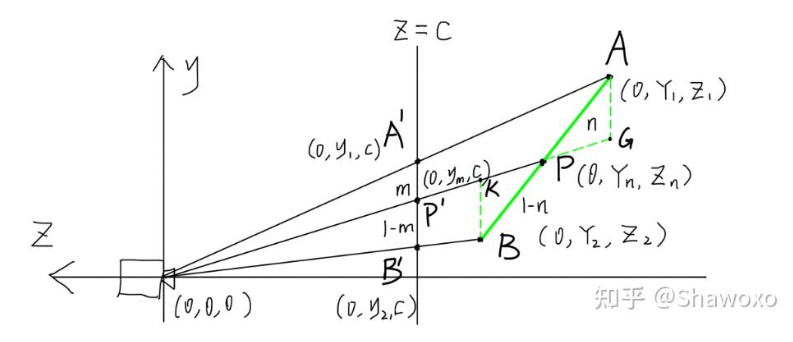 Z=C
y
A
(0, Y₁, Z₁)
A'
n
G
(0, y₁, c)
m
(0, yₘ, C)
K
P
(0, Yₙ, Zₙ)
P'
1-n
1-m
Z
B
(0, Y₂, Z₂)
B'
(0,0,0)
(0, y₂, c)
知乎 @Shawoxo